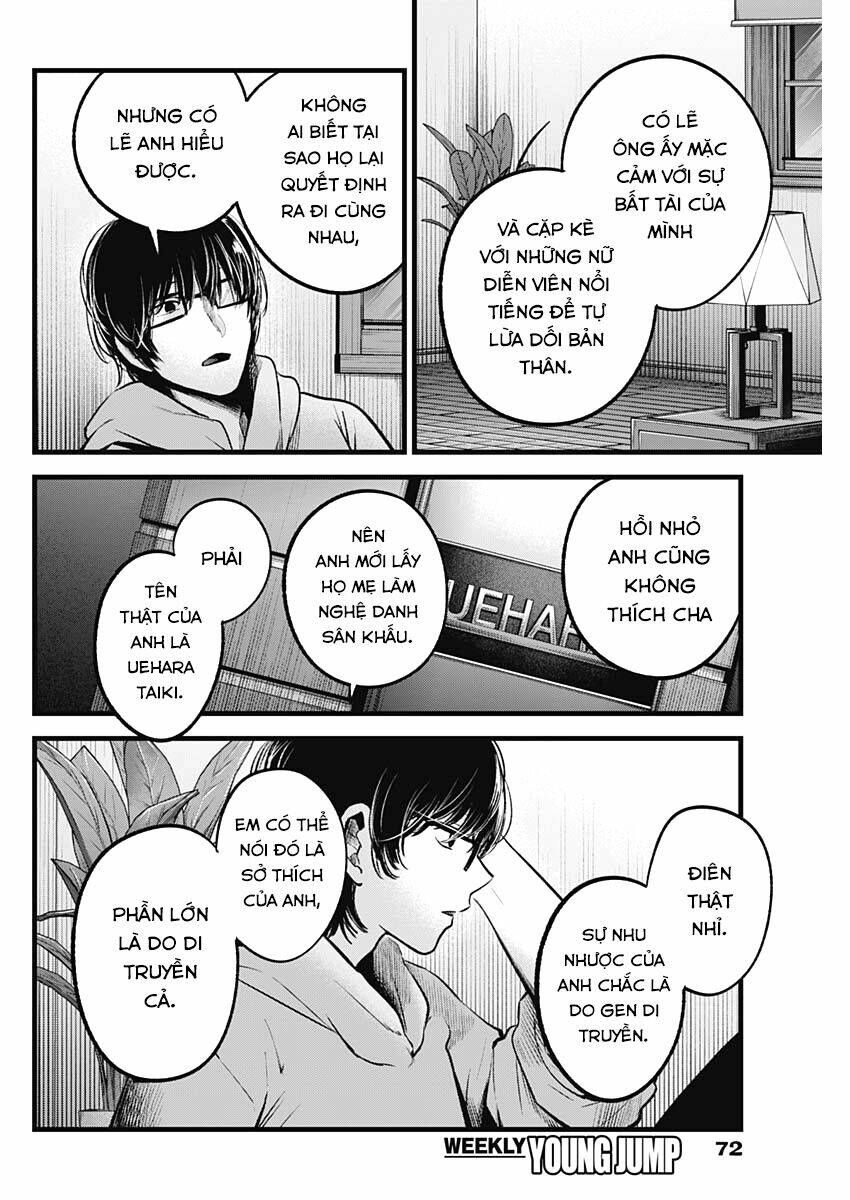 CÓ LẼ
ÔNG ẤY MẶC
CẢM VỚI SỰ
BẤT TÀI CỦA
MÌNH
VÀ CẶP KÈ
VỚI NHỮNG NỮ
DIỄN VIÊN NỔI
TIẾNG ĐỂ TỰ
LỪA DỐI BẢN
THÂN.
KHÔNG
AI BIẾT TẠI
SAO HỌ LẠI
QUYẾT ĐỊNH
RA ĐI CÙNG
NHAU,
NHƯNG CÓ
LẼ ANH HIỂU
ĐƯỢC.
HỒI NHỎ
ANH CŨNG
KHÔNG
THÍCH CHA
UEHAR
NÊN
ANH MỚI LẤY
HỌ MẸ LÀM
NGHỆ DANH
SÂN KHẤU.
PHẢI
TÊN
THẬT CỦA
ANH LÀ
UEHARA
TAIKI.
ĐIÊN
THẬT
NHỈ.
SỰ NHU
NHƯỢC CỦA
ANH CHẮC LÀ
DO GEN DI
TRUYỀN.
EM CÓ THỂ
NÓI ĐÓ LÀ
SỞ THÍCH
CỦA ANH,
PHẦN LỚN
LÀ DO DI
TRUYỀN
CẢ.
WEEKLY YOUNG JUMP 72